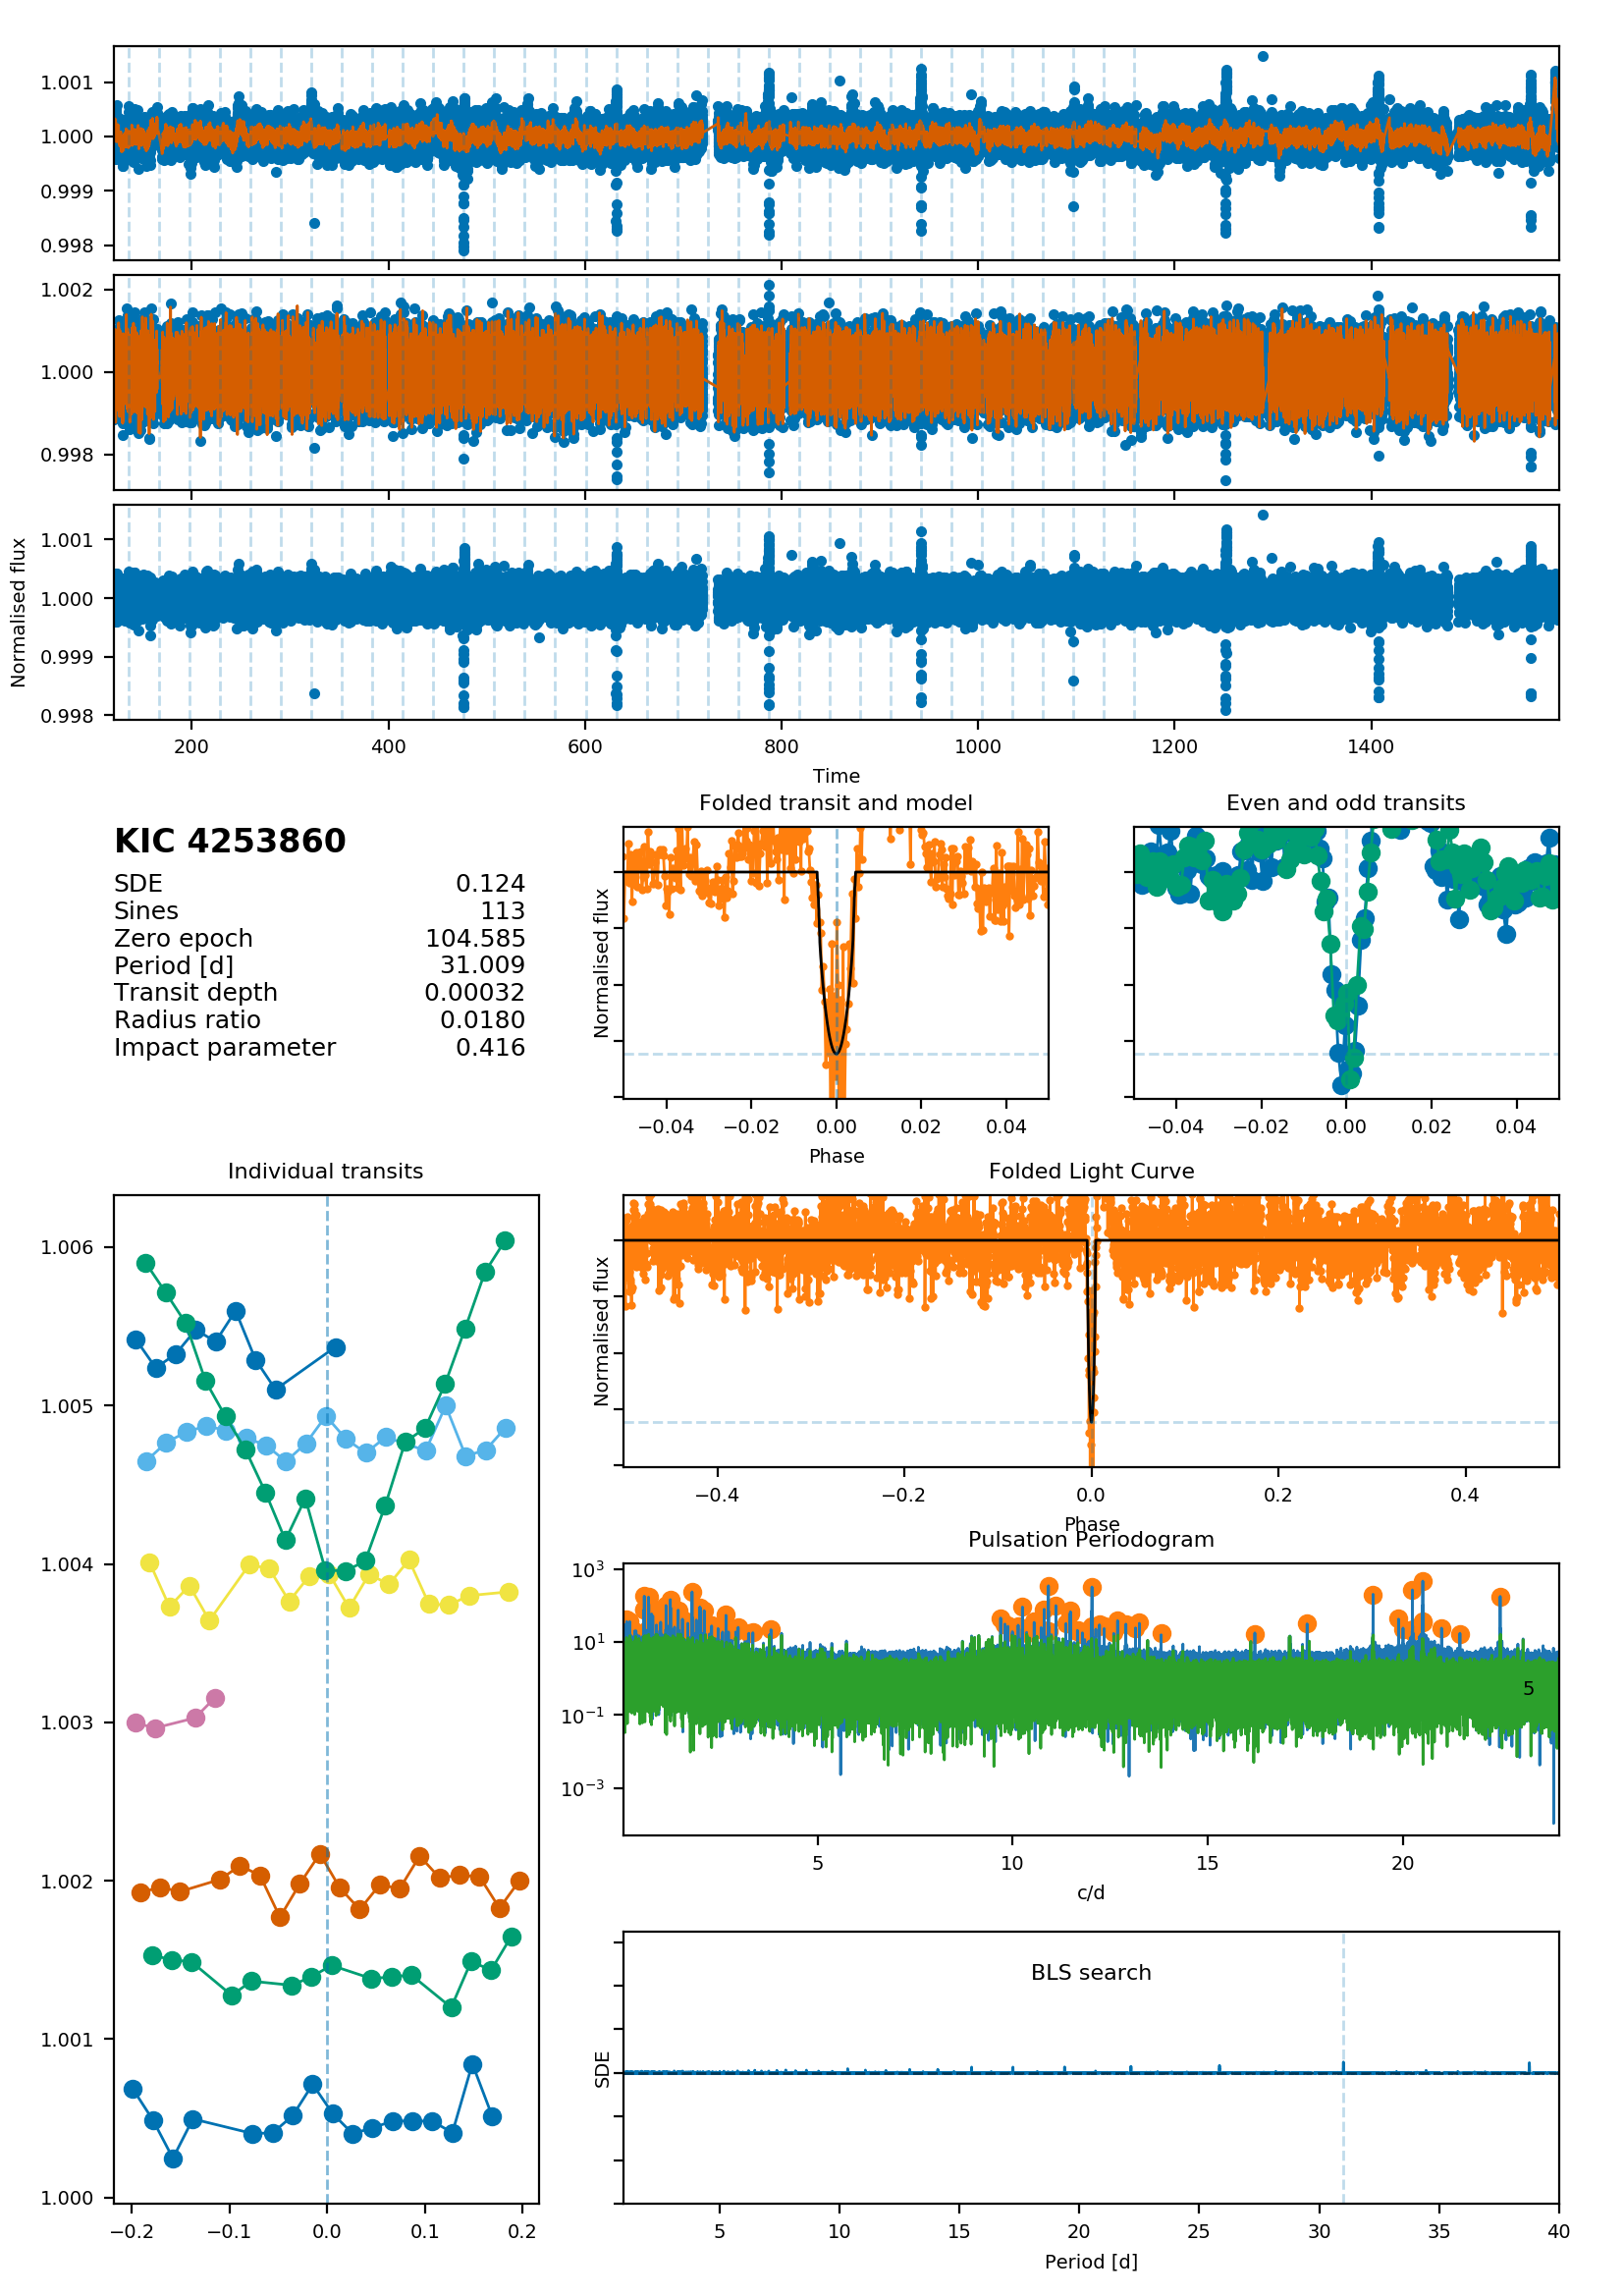 1.001
1.000
0.999
0.998
1.002
1.000
0.998
Normalised flux
1.001
1.000
0.999
0.998
200 400 600 800 1000 1200 1400
Time
KIC 4253860
SDE 0.124
Sines 113
Zero epoch 104.585
Period [d] 31.009
Transit depth 0.00032
Radius ratio 0.0180
Impact parameter 0.416
Folded transit and model
Normalised flux
−0.04 −0.02 0.00 0.02 0.04
Phase
Even and odd transits
−0.04 −0.02 0.00 0.02 0.04
Individual transits
1.006
1.005
1.004
1.003
1.002
1.001
1.000
−0.2 −0.1 0.0 0.1 0.2
Folded Light Curve
Normalised flux
−0.4 −0.2 0.0 0.2 0.4
Phase
Pulsation Periodogram
10³
10¹
10⁻¹
10⁻³
5
5 10 15 20
c/d
BLS search
SDE
5 10 15 20 25 30 35 40
Period [d]